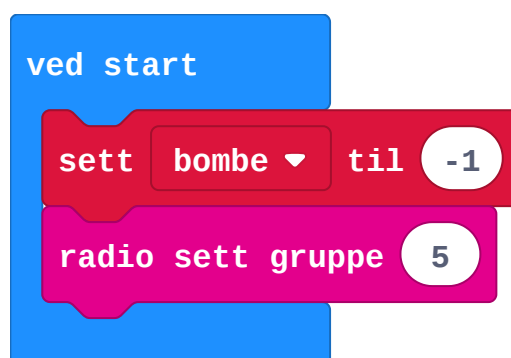 ved start
sett bombe til -1
radio sett gruppe 5